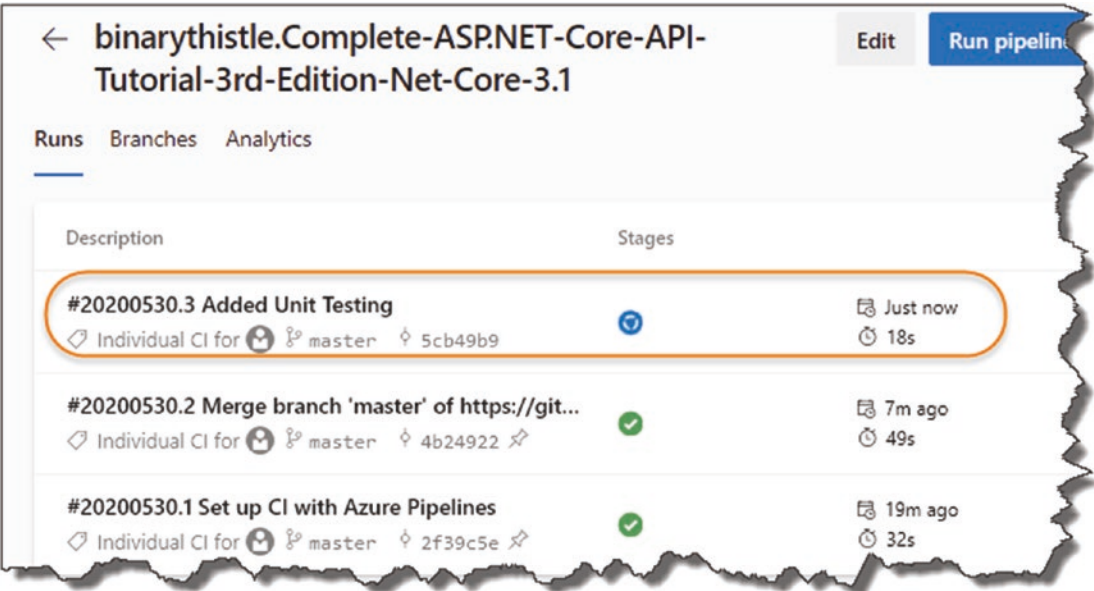 ← binarythistle.Complete-ASP.NET-Core-API-
Tutorial-3rd-Edition-Net-Core-3.1
Edit
Run pipelin
Runs Branches Analytics
Description Stages
#20200530.3 Added Unit Testing
Just now
Individual CI for master 5cb49b9
18s
#20200530.2 Merge branch 'master' of https://git...
7m ago
Individual CI for master 4b24922
49s
#20200530.1 Set up CI with Azure Pipelines
19m ago
Individual CI for master 2f39c5e
32s